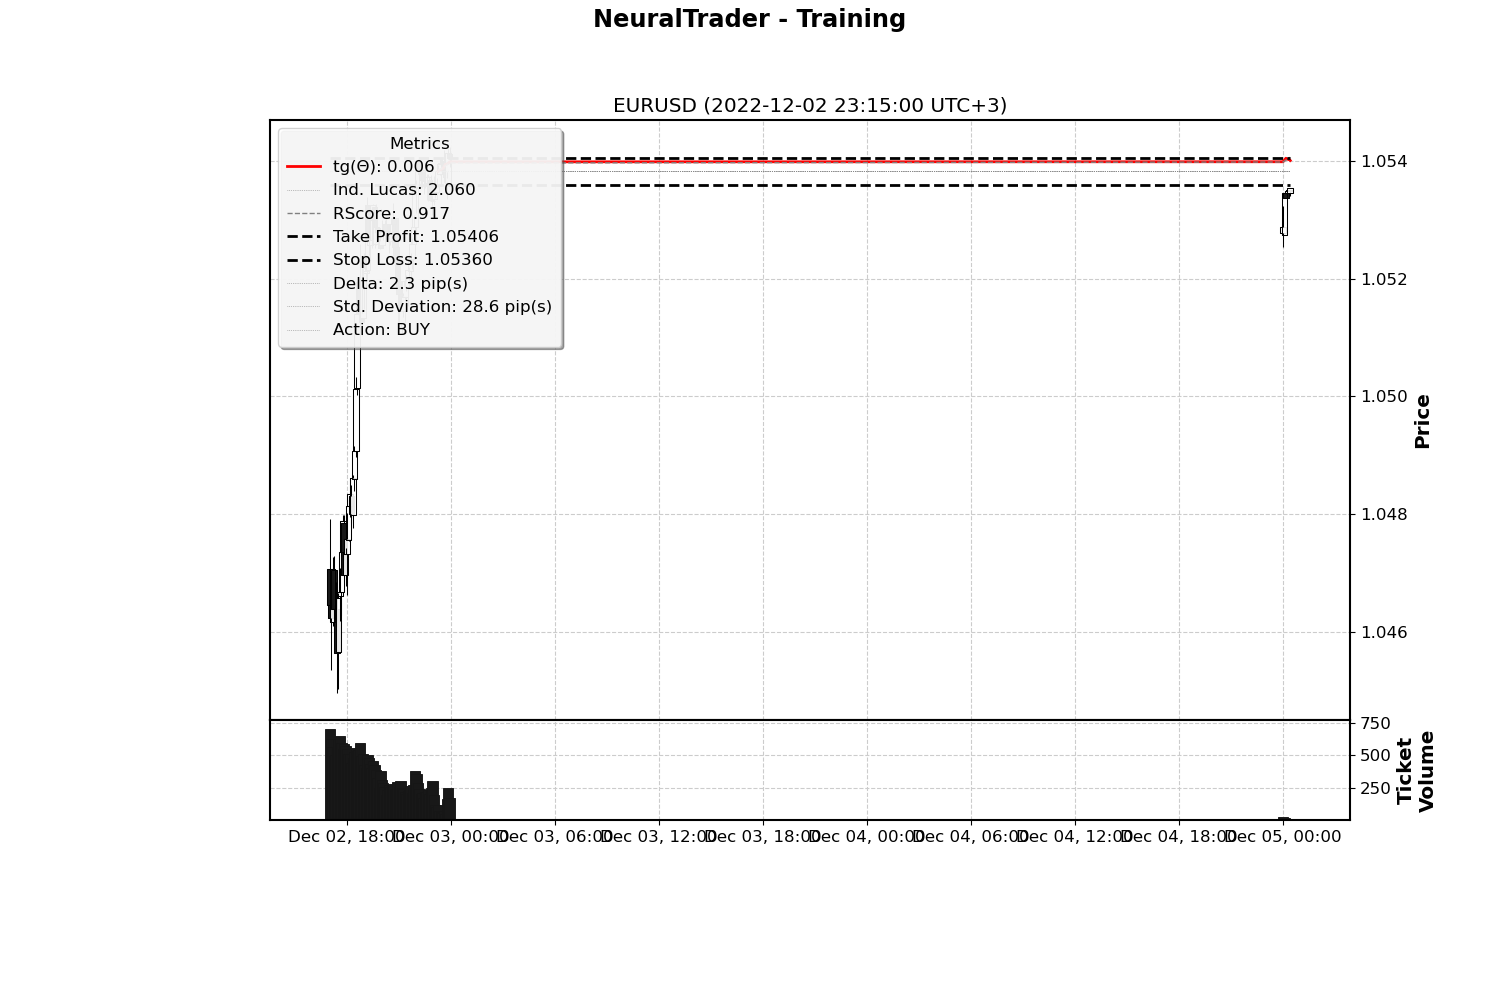 NeuralTrader - Training
EURUSD (2022-12-02 23:15:00 UTC+3)
Metrics
tg(Θ): 0.006
Ind. Lucas: 2.060
RScore: 0.917
Take Profit: 1.05406
Stop Loss: 1.05360
Delta: 2.3 pip(s)
Std. Deviation: 28.6 pip(s)
Action: BUY
1.054
1.052
1.050
1.048
1.046
Price
750
500
250
Ticket
Volume
Dec 02, 18:00 Dec 03, 00:00 Dec 03, 06:00 Dec 03, 12:00 Dec 03, 18:00 Dec 04, 00:00 Dec 04, 06:00 Dec 04, 12:00 Dec 04, 18:00 Dec 05, 00:00